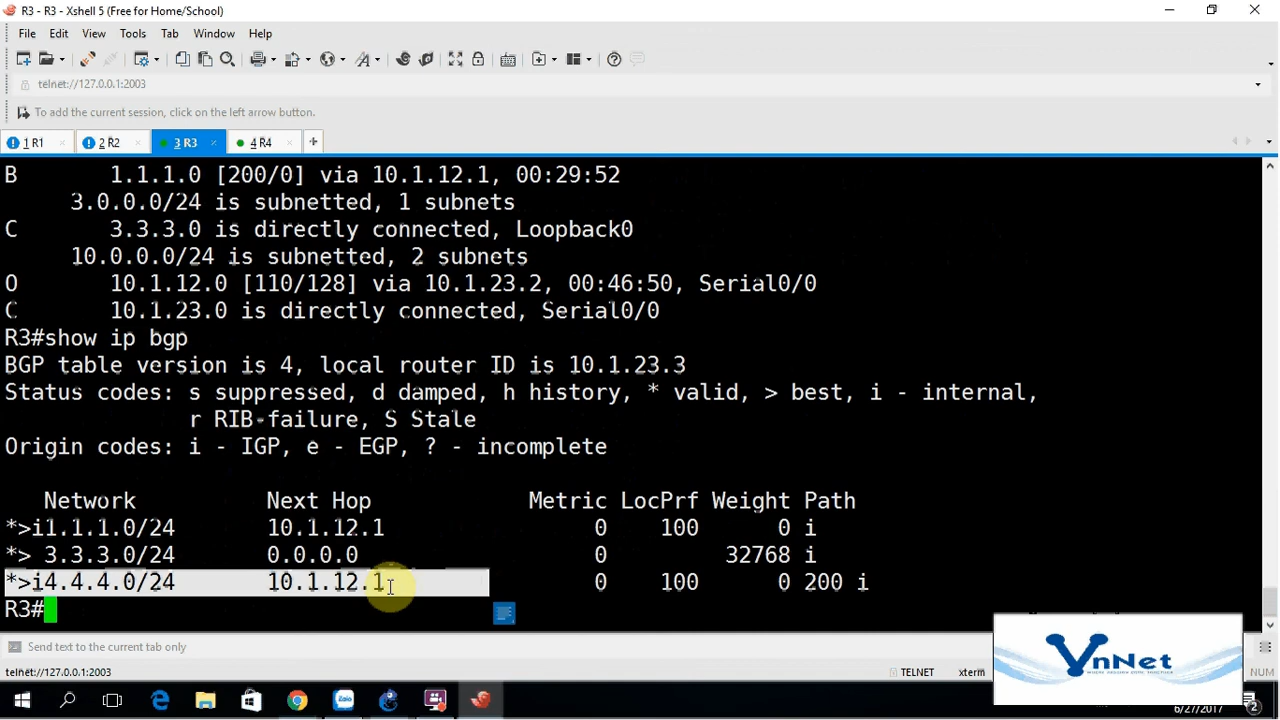 R3 - R3 - Xshell 5 (Free for Home/School)
File Edit View Tools Tab Window Help
telnet://127.0.0.1:2003
To add the current session, click on the left arrow button.
1 R1 2 R2 3 R3 4 R4
B 1.1.1.0 [200/0] via 10.1.12.1, 00:29:52
3.0.0.0/24 is subnetted, 1 subnets
C 3.3.3.0 is directly connected, Loopback0
10.0.0.0/24 is subnetted, 2 subnets
O 10.1.12.0 [110/128] via 10.1.23.2, 00:46:50, Serial0/0
C 10.1.23.0 is directly connected, Serial0/0
R3#show ip bgp
BGP table version is 4, local router ID is 10.1.23.3
Status codes: s suppressed, d damped, h history, * valid, > best, i - internal,
r RIB-failure, S Stale
Origin codes: i - IGP, e - EGP, ? - incomplete
Network Next Hop Metric LocPrf Weight Path
*>i1.1.1.0/24 10.1.12.1 0 100 0 i
*> 3.3.3.0/24 0.0.0.0 0 32768 i
*>i4.4.4.0/24 10.1.12.1 0 100 0 200 i
R3#
Send text to the current tab only
telnet://127.0.0.1:2003 TELNET xterm NUM
VnNet
Zalo
6/27/2017
2